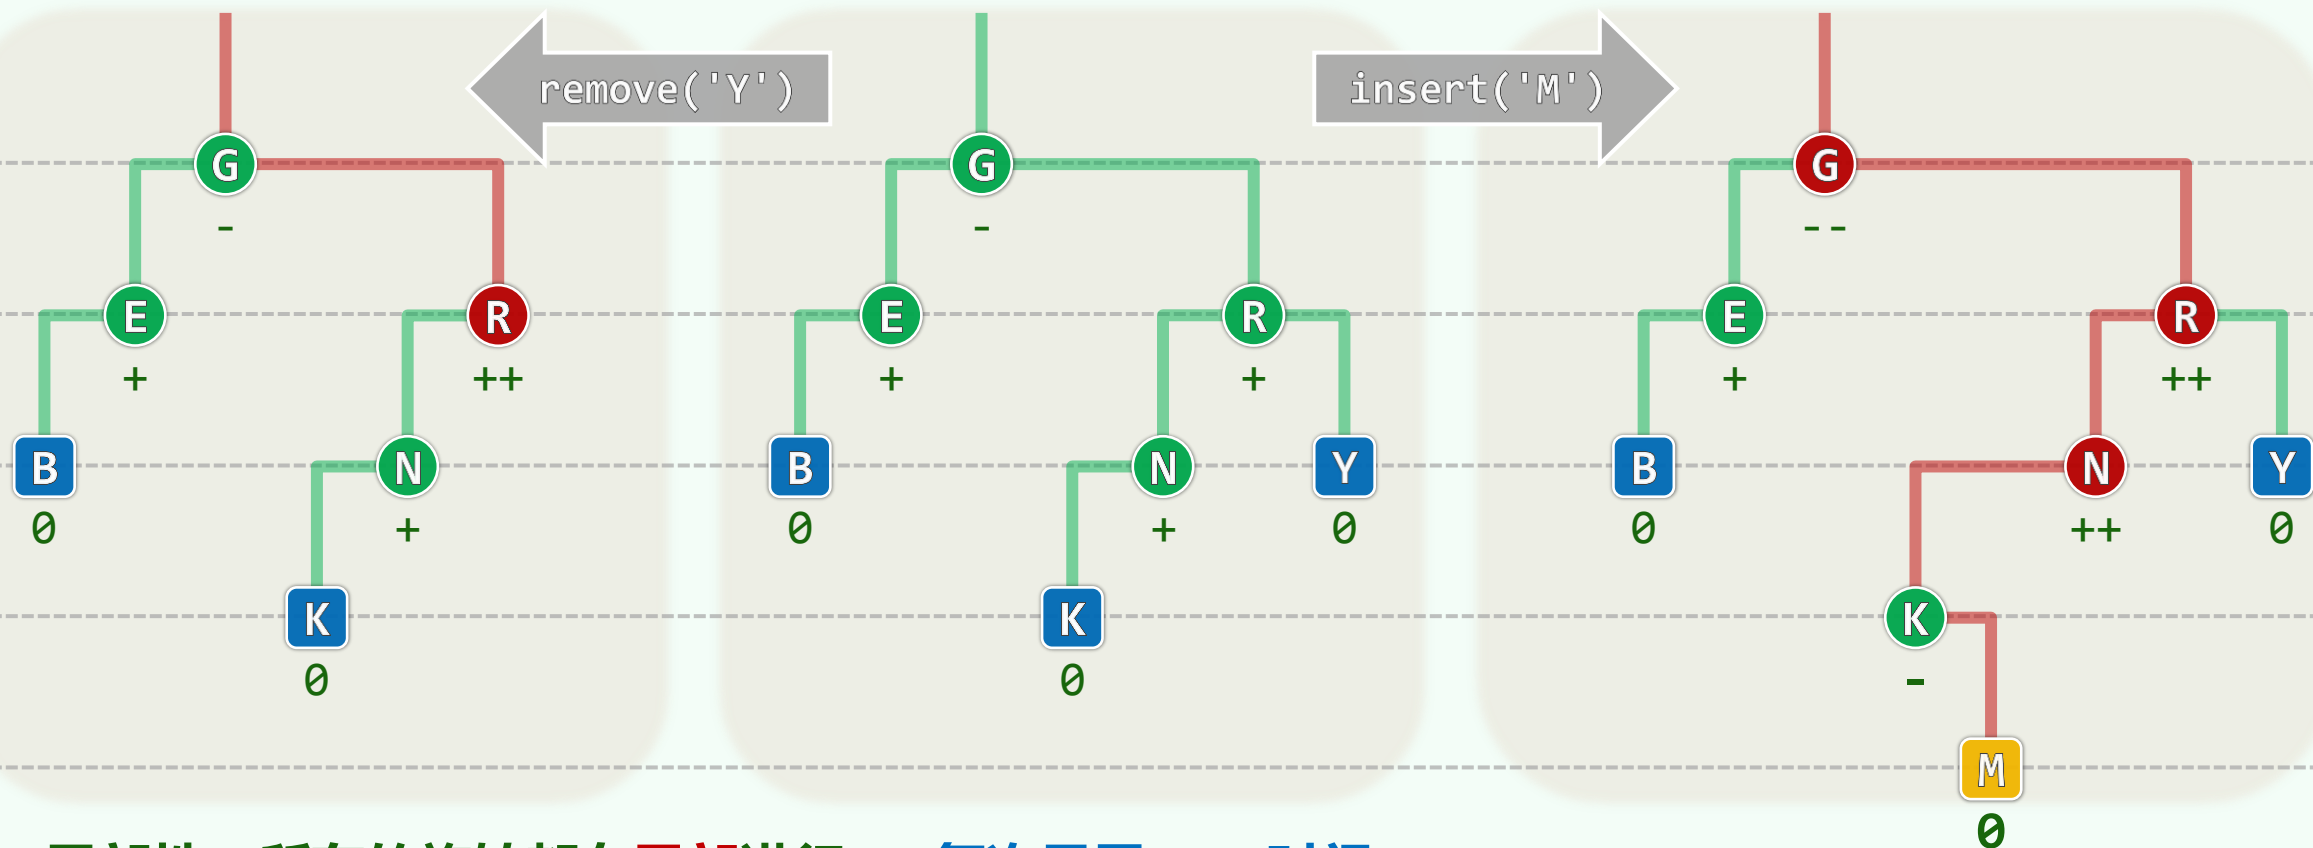 remove('Y') insert('M')
G G G
- - --
E R E R E R
+ ++ + + + ++
B N B N Y B N Y
0 + 0 + 0 0 ++ 0
K K K
0 0 -
M
0